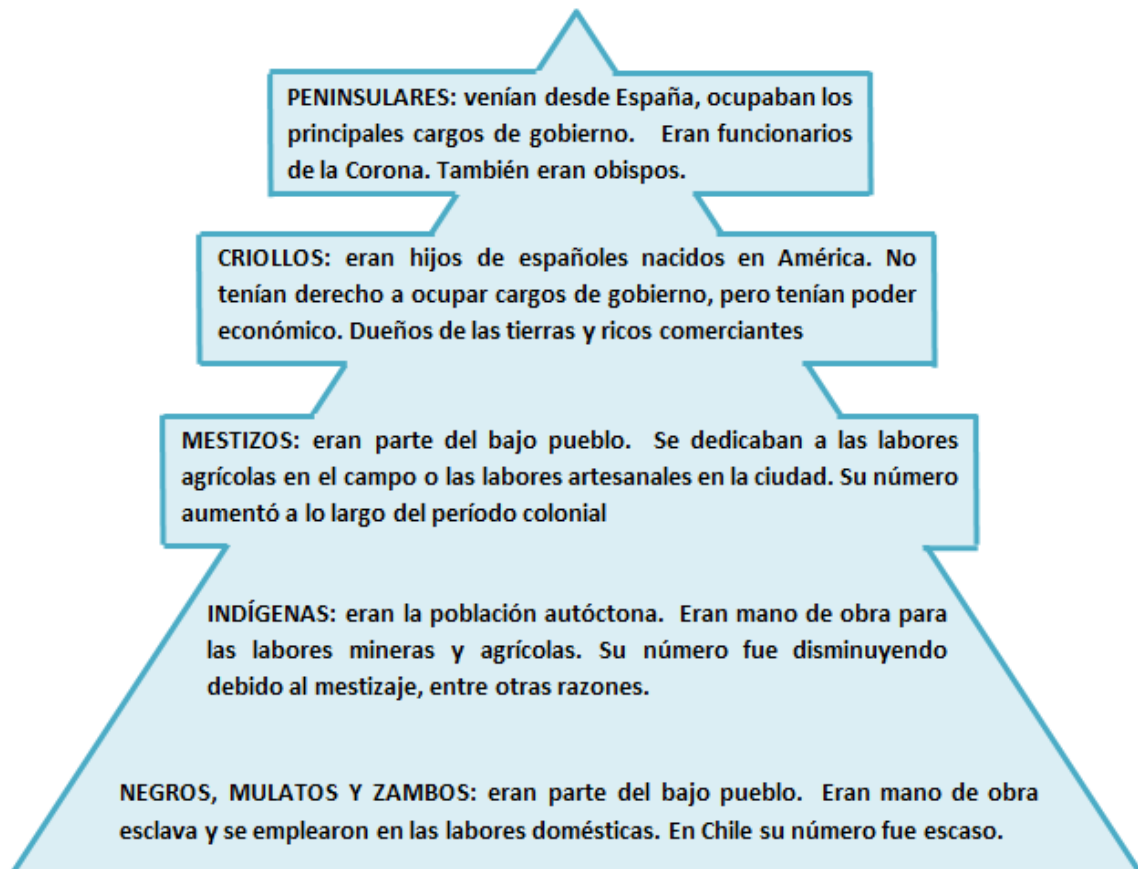 PENINSULARES: venían desde España, ocupaban los
principales cargos de gobierno. Eran funcionarios
de la Corona. También eran obispos.
CRIOLLOS: eran hijos de españoles nacidos en América. No
tenían derecho a ocupar cargos de gobierno, pero tenían poder
económico. Dueños de las tierras y ricos comerciantes
MESTIZOS: eran parte del bajo pueblo. Se dedicaban a las labores
agrícolas en el campo o las labores artesanales en la ciudad. Su número
aumentó a lo largo del período colonial
INDÍGENAS: eran la población autóctona. Eran mano de obra para
las labores mineras y agrícolas. Su número fue disminuyendo
debido al mestizaje, entre otras razones.
NEGROS, MULATOS Y ZAMBOS: eran parte del bajo pueblo. Eran mano de obra
esclava y se emplearon en las labores domésticas. En Chile su número fue escaso.